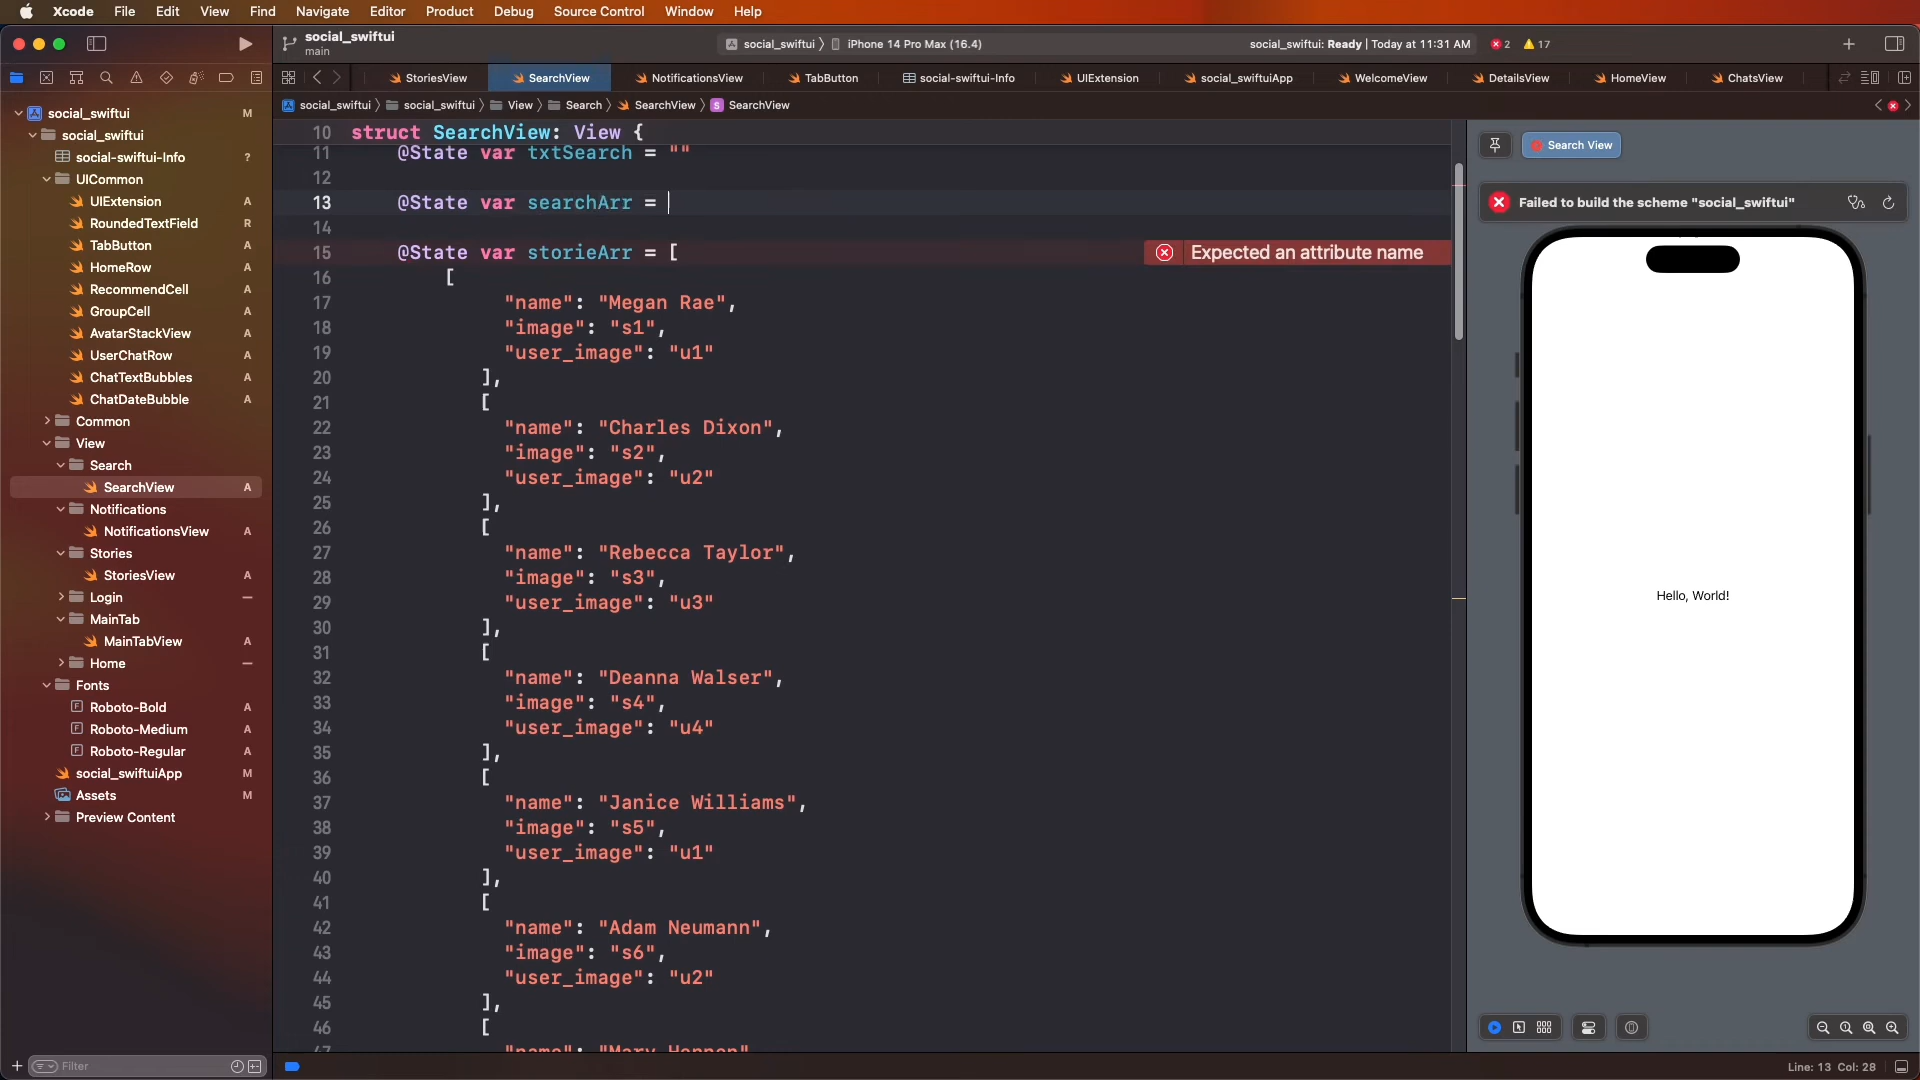 Xcode File Edit View Find Navigate Editor Product Debug Source Control Window Help
social_swiftui
main
social_swiftui iPhone 14 Pro Max (16.4)
social_swiftui: Ready | Today at 11:31 AM
2 17
StoriesView SearchView NotificationsView TabButton social-swiftui-Info UIExtension social_swiftuiApp WelcomeView DetailsView HomeView ChatsView
social_swiftui social_swiftui View Search SearchView S SearchView
social_swiftui M
social_swiftui
social-swiftui-Info ?
UICommon
UIExtension A
RoundedTextField R
TabButton A
HomeRow A
RecommendCell A
GroupCell A
AvatarStackView A
UserChatRow A
ChatTextBubbles A
ChatDateBubble A
Common
View
Search
SearchView A
Notifications
NotificationsView A
Stories
StoriesView A
Login
MainTab
MainTabView A
Home
Fonts
F Roboto-Bold A
F Roboto-Medium A
F Roboto-Regular A
social_swiftuiApp M
Assets M
Preview Content
Filter
10 struct SearchView: View {
11 @State var txtSearch = ""
12
13 @State var searchArr =
14
15 @State var storieArr = [
Expected an attribute name
16 [
17 "name": "Megan Rae",
18 "image": "s1",
19 "user_image": "u1"
20 ],
21 [
22 "name": "Charles Dixon",
23 "image": "s2",
24 "user_image": "u2"
25 ],
26 [
27 "name": "Rebecca Taylor",
28 "image": "s3",
29 "user_image": "u3"
30 ],
31 [
32 "name": "Deanna Walser",
33 "image": "s4",
34 "user_image": "u4"
35 ],
36 [
37 "name": "Janice Williams",
38 "image": "s5",
39 "user_image": "u1"
40 ],
41 [
42 "name": "Adam Neumann",
43 "image": "s6",
44 "user_image": "u2"
45 ],
46 [
Search View
Failed to build the scheme "social_swiftui"
Hello, World!
Line: 13 Col: 28